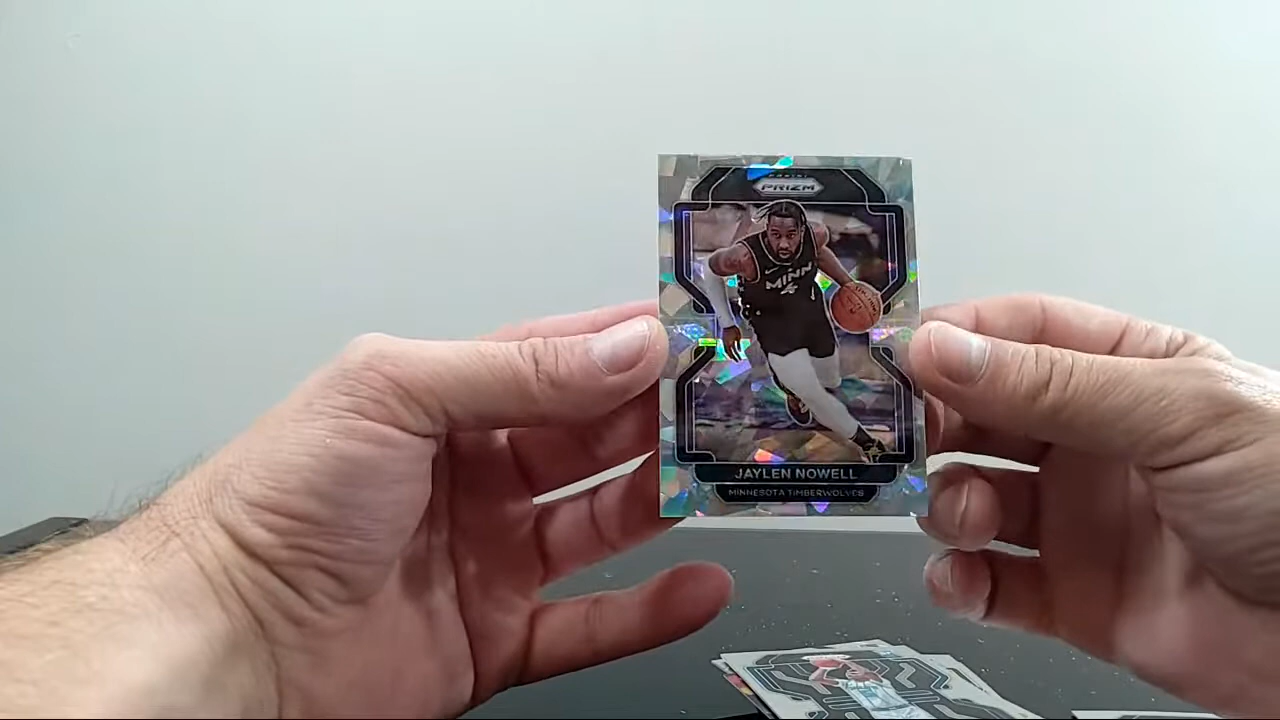 PANINI
PRIZM
MINN
JAYLEN NOWELL
MINNESOTA TIMBERWOLVES